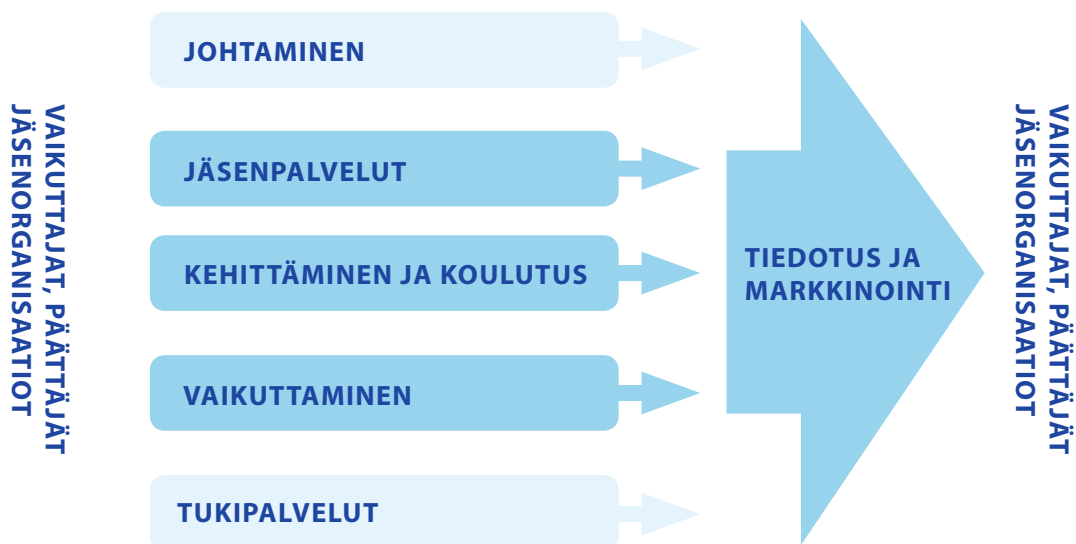 VAIKUTTAJAT, PÄÄTTÄJÄT
JÄSENORGANISAATIOT
JOHTAMINEN
JÄSENPALVELUT
KEHITTÄMINEN JA KOULUTUS
VAIKUTTAMINEN
TUKIPALVELUT
TIEDOTUS JA
MARKKINOINTI
VAIKUTTAJAT, PÄÄTTÄJÄT
JÄSENORGANISAATIOT